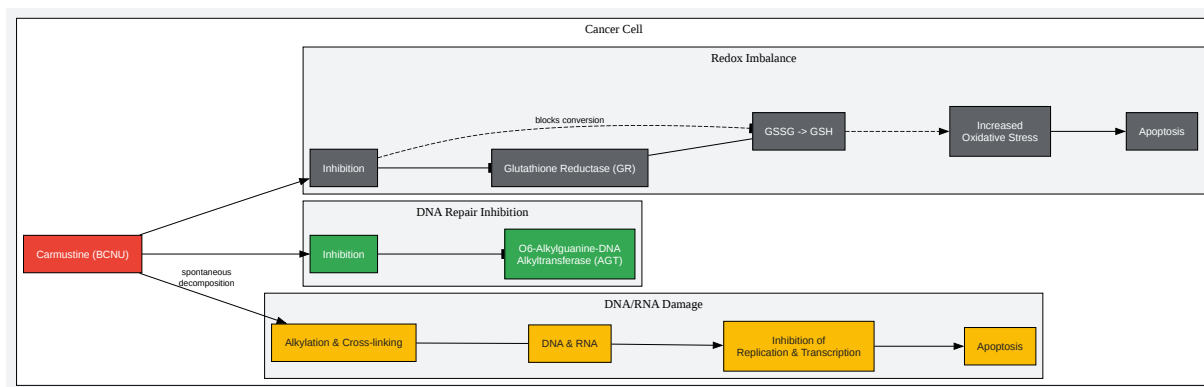 Cancer Cell
Redox Imbalance
blocks conversion
GSSG -> GSH
Increased
Oxidative Stress
Apoptosis
Inhibition
Glutathione Reductase (GR)
DNA Repair Inhibition
Carmustine (BCNU)
Inhibition
O6-Alkylguanine-DNA
Alkyltransferase (AGT)
spontaneous
decomposition
DNA/RNA Damage
Alkylation & Cross-linking
DNA & RNA
Inhibition of
Replication & Transcription
Apoptosis